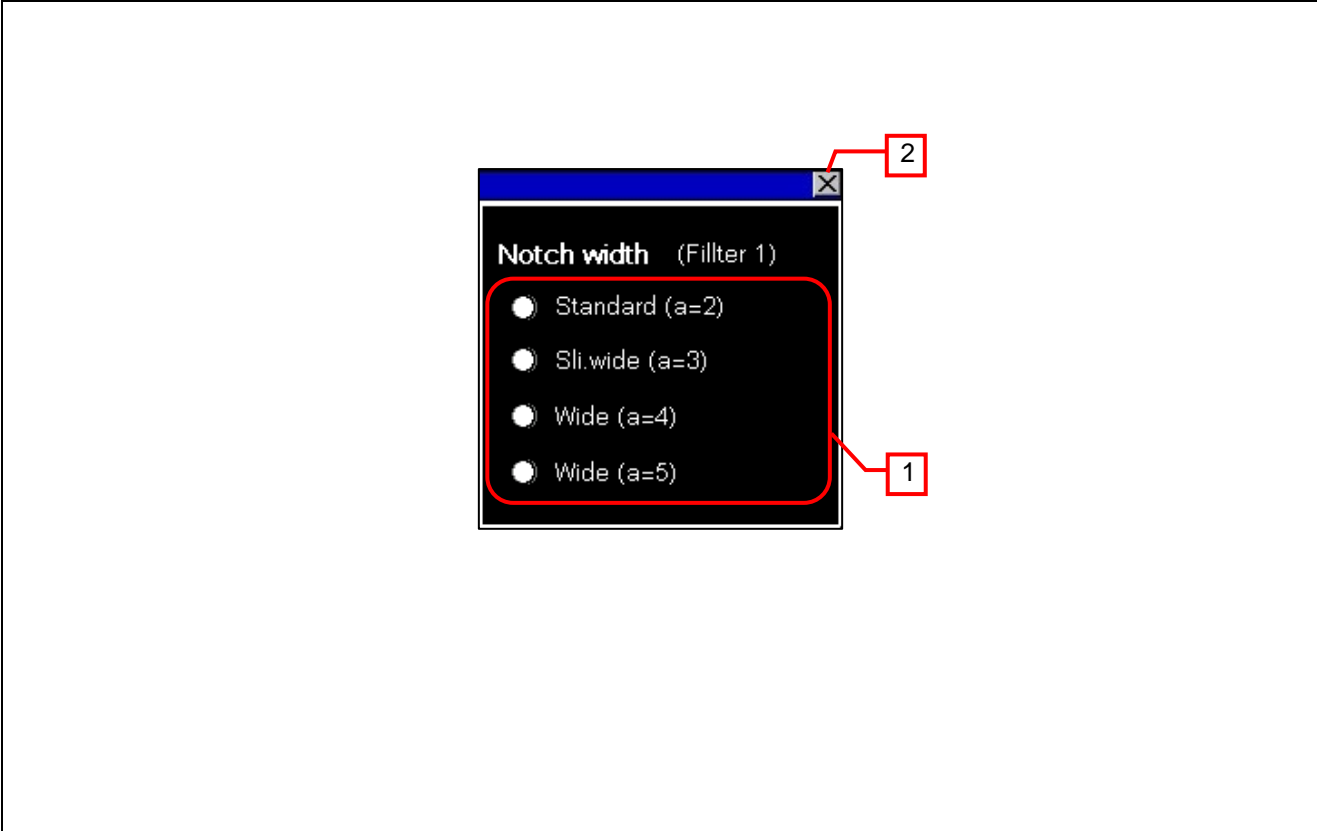 2
Notch width (Fillter 1)
Standard (a=2)
Sli.wide (a=3)
Wide (a=4)
Wide (a=5)
1